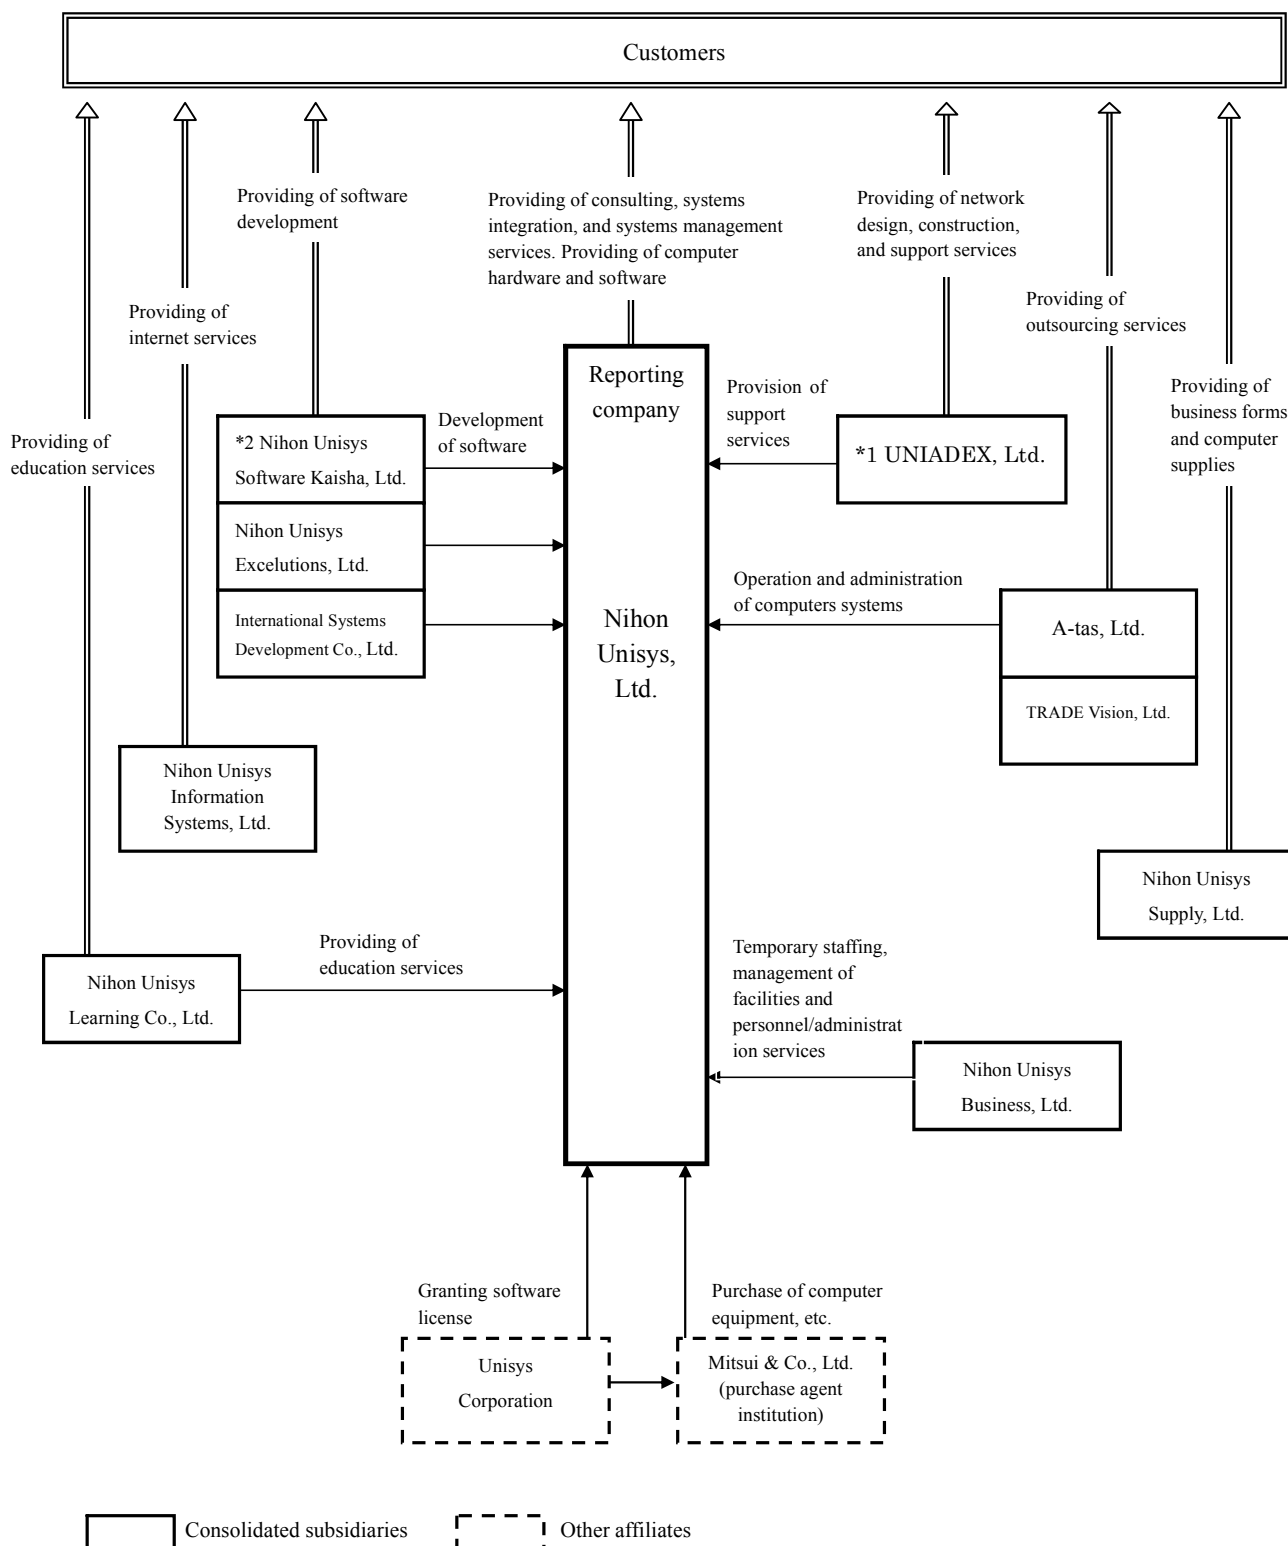 Customers
Providing of software
development
Providing of consulting, systems
integration, and systems management
services. Providing of computer
hardware and software
Providing of network
design, construction,
and support services
Providing of
internet services
Providing of
outsourcing services
Providing of
education services
Providing of
business forms
and computer
supplies
*2 Nihon Unisys
Software Kaisha, Ltd.
Development
of software
Reporting
company
Provision of
support
services
*1 UNIADEX, Ltd.
Nihon Unisys
Excelutions, Ltd.
International Systems
Development Co., Ltd.
Nihon
Unisys,
Ltd.
Operation and administration
of computers systems
A-tas, Ltd.
TRADE Vision, Ltd.
Nihon Unisys
Information
Systems, Ltd.
Nihon Unisys
Supply, Ltd.
Nihon Unisys
Learning Co., Ltd.
Providing of
education services
Temporary staffing,
management of
facilities and
personnel/administrat
ion services
Nihon Unisys
Business, Ltd.
Granting software
license
Purchase of computer
equipment, etc.
Unisys
Corporation
Mitsui & Co., Ltd.
(purchase agent
institution)
Consolidated subsidiaries
Other affiliates